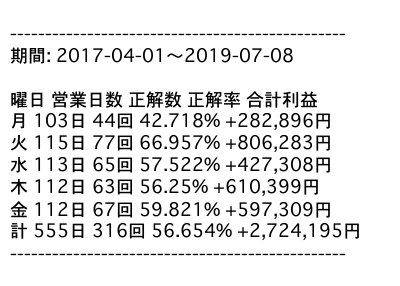 ------------------------------------------------
期間: 2017-04-01〜2019-07-08
曜日 営業日数 正解数 正解率 合計利益
月 103日 44回 42.718% +282,896円
火 115日 77回 66.957% +806,283円
水 113日 65回 57.522% +427,308円
木 112日 63回 56.25% +610,399円
金 112日 67回 59.821% +597,309円
計 555日 316回 56.654% +2,724,195円
------------------------------------------------